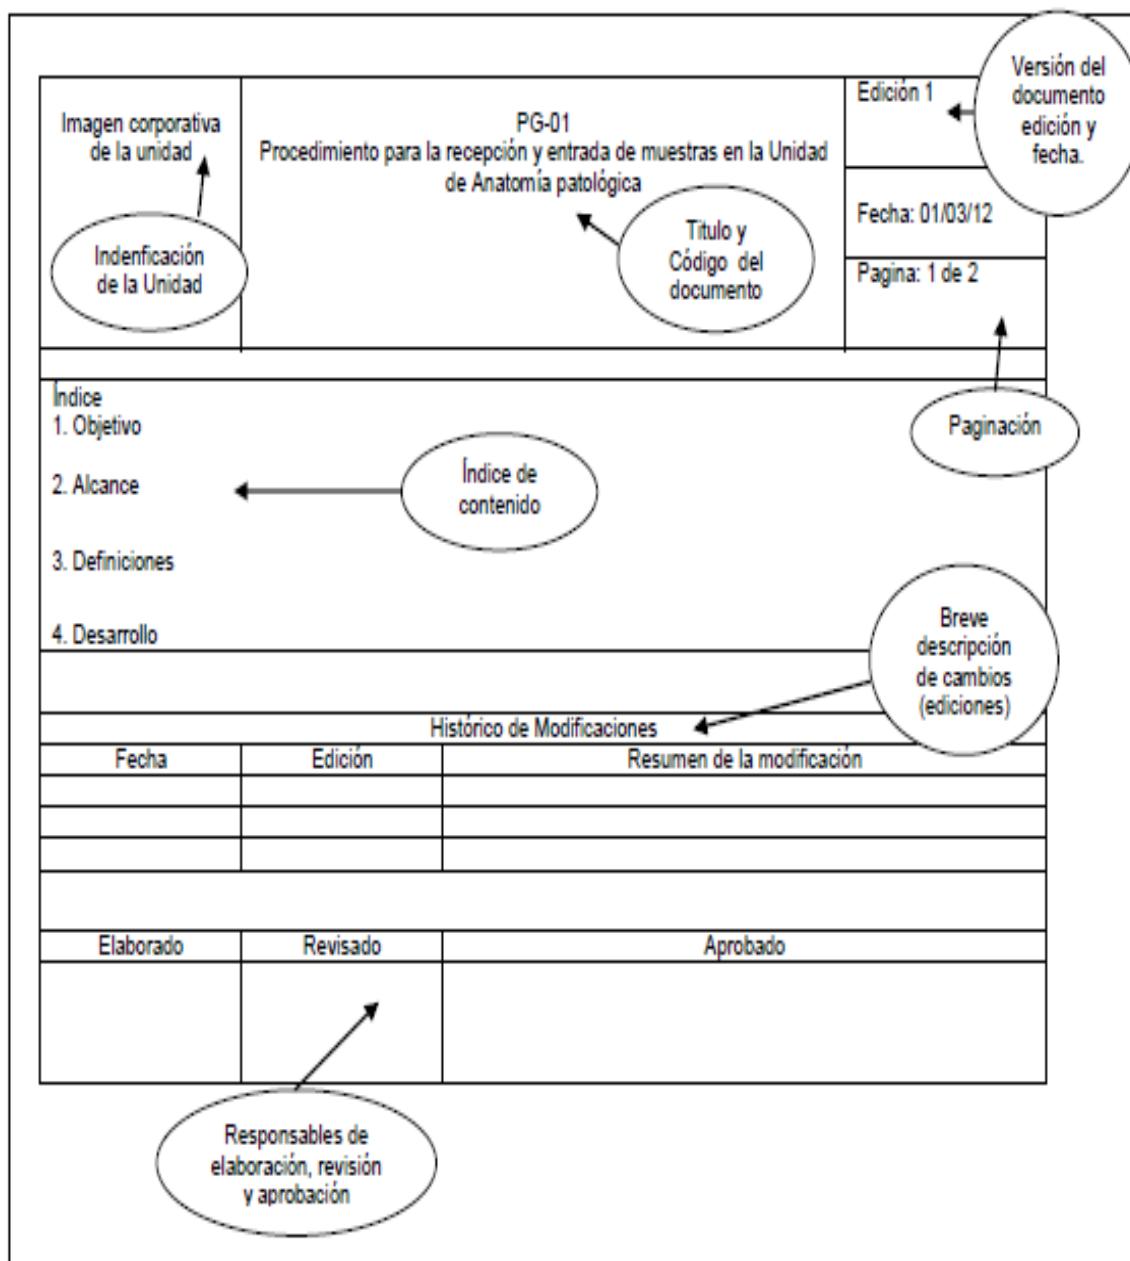 Imagen corporativa
de la unidad
Indenficación
de la Unidad
PG-01
Procedimiento para la recepción y entrada de muestras en la Unidad
de Anatomía patológica
Titulo y
Código del
documento
Edición 1
Versión del
documento
edición y
fecha.
Fecha: 01/03/12
Pagina: 1 de 2
Paginación
Índice
1. Objetivo
2. Alcance
Índice de
contenido
3. Definiciones
4. Desarrollo
Breve
descripción
de cambios
(ediciones)
Histórico de Modificaciones
Fecha Edición Resumen de la modificación
Elaborado Revisado Aprobado
Responsables de
elaboración, revisión
y aprobación